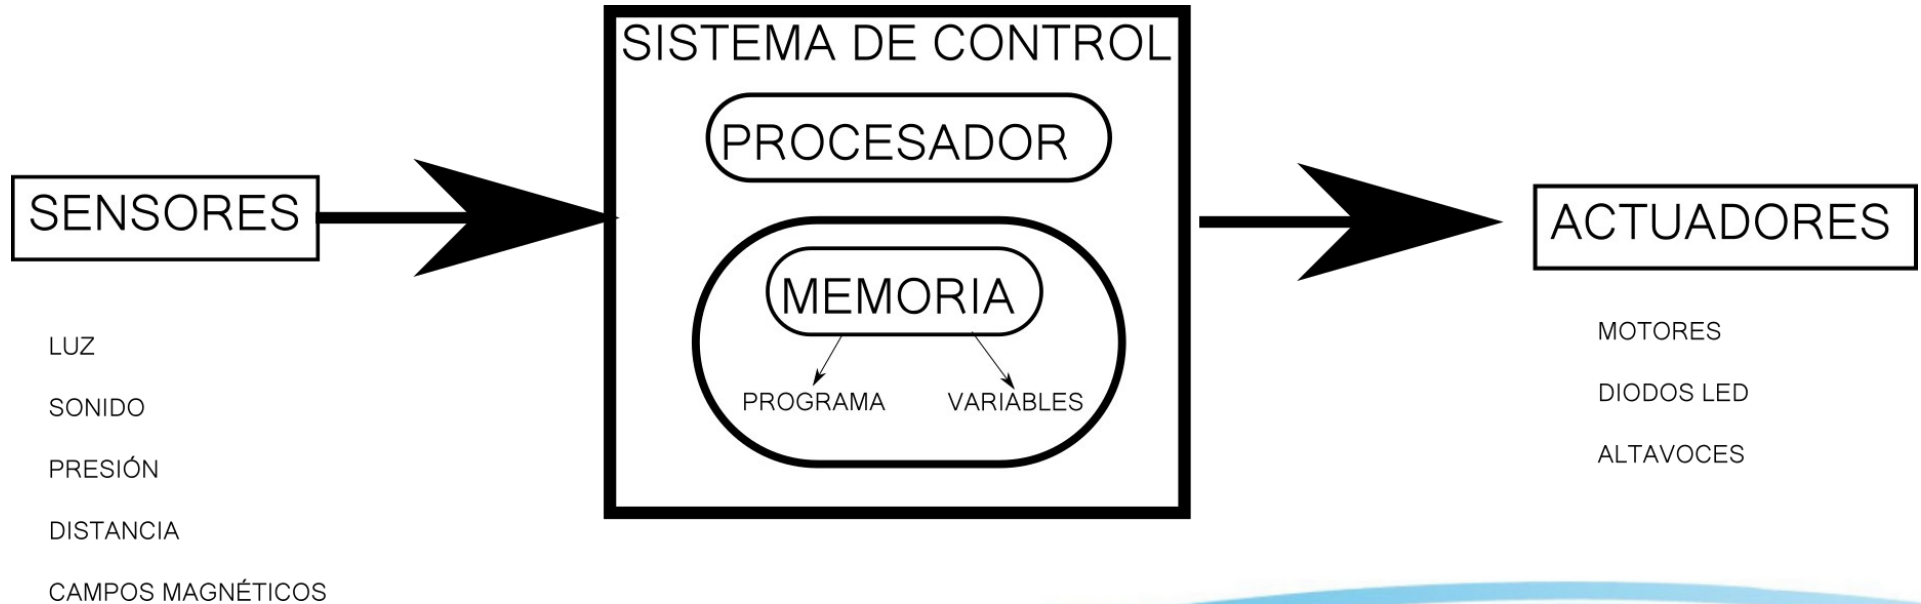 SISTEMA DE CONTROL
PROCESADOR
SENSORES
ACTUADORES
MEMORIA
PROGRAMA
VARIABLES
LUZ
SONIDO
PRESIÓN
DISTANCIA
CAMPOS MAGNÉTICOS
MOTORES
DIODOS LED
ALTAVOCES